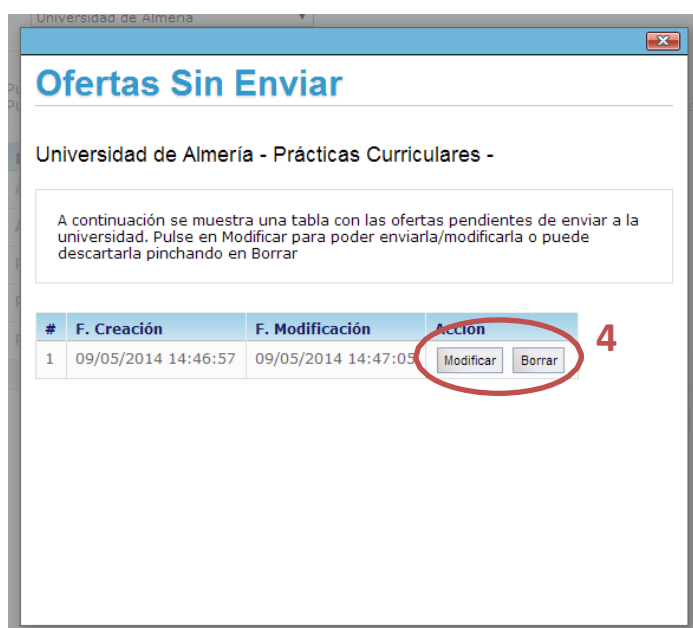 Universidad de Almería
Ofertas Sin Enviar
Universidad de Almería - Prácticas Curriculares -
A continuación se muestra una tabla con las ofertas pendientes de enviar a la
universidad. Pulse en Modificar para poder enviarla/modificarla o puede
descartarla pinchando en Borrar
# F. Creación F. Modificación Acción
4
1 09/05/2014 14:46:57 09/05/2014 14:47:05 Modificar Borrar